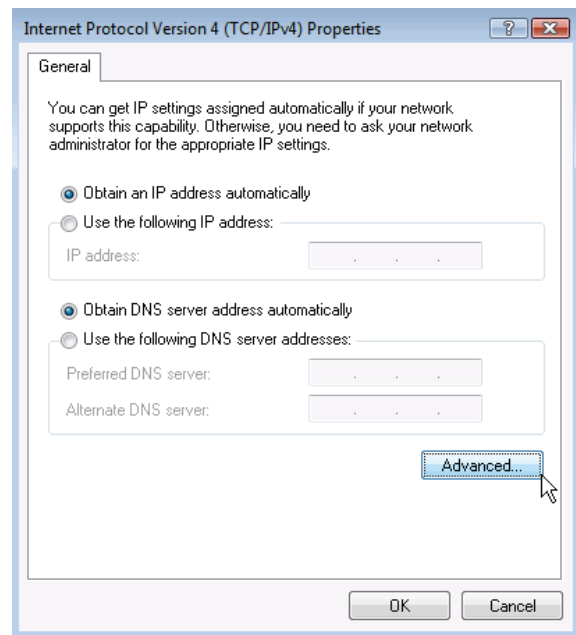 Internet Protocol Version 4 (TCP/IPv4) Properties
General
You can get IP settings assigned automatically if your network
supports this capability. Otherwise, you need to ask your network
administrator for the appropriate IP settings.
Obtain an IP address automatically
Use the following IP address:
IP address:
Obtain DNS server address automatically
Use the following DNS server addresses:
Preferred DNS server:
Alternate DNS server:
Advanced...
OK Cancel